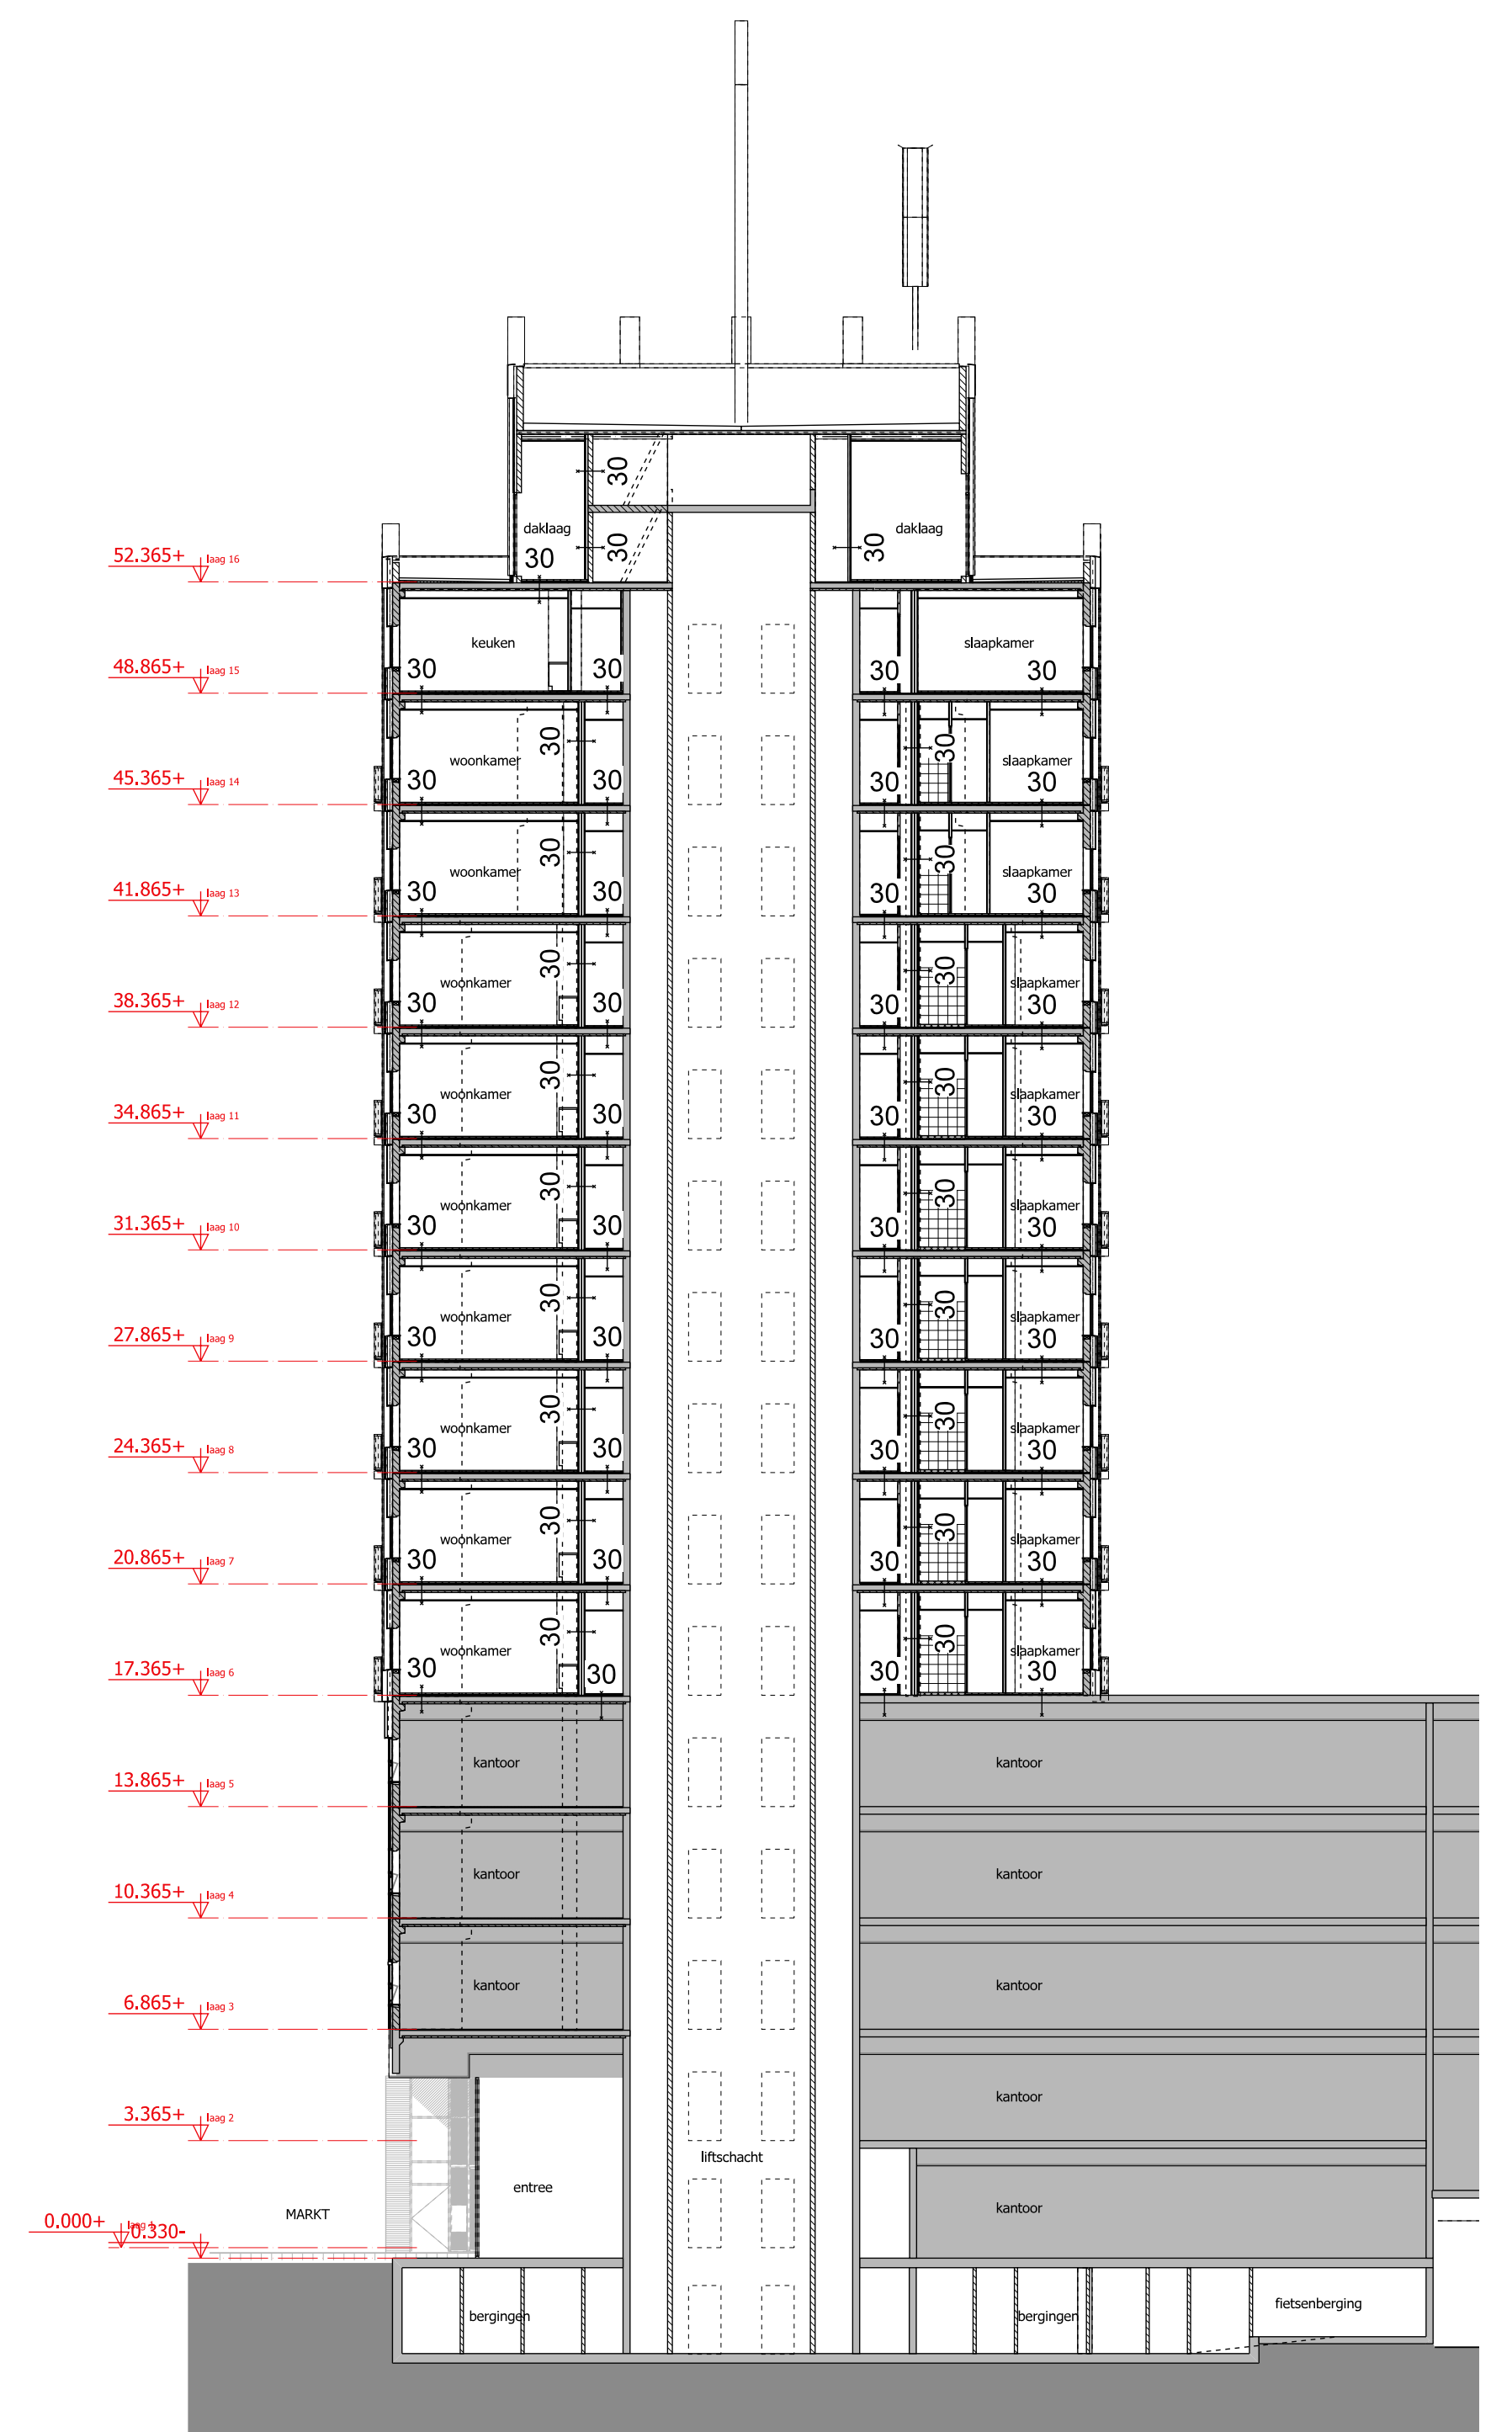 30
daklaag
30
30
daklaag
30
52.365+ laag 16
keuken
slaapkamer
48.865+ laag 15
30
30
30
30
woonkamer
30
30
slaapkamer
45.365+ laag 14
30
30
30
30
woonkamer
30
30
slaapkamer
41.865+ laag 13
30
30
30
30
woonkamer
30
30
slaapkamer
38.365+ laag 12
30
30
30
30
woonkamer
30
30
slaapkamer
34.865+ laag 11
30
30
30
30
woonkamer
30
30
slaapkamer
31.365+ laag 10
30
30
30
30
woonkamer
30
30
slaapkamer
27.865+ laag 9
30
30
30
30
woonkamer
30
30
slaapkamer
24.365+ laag 8
30
30
30
30
woonkamer
30
30
slaapkamer
20.865+ laag 7
30
30
30
30
woonkamer
30
30
slaapkamer
17.365+ laag 6
30
30
30
30
kantoor
kantoor
13.865+ laag 5
kantoor
kantoor
10.365+ laag 4
kantoor
kantoor
6.865+ laag 3
kantoor
3.365+ laag 2
liftschacht
entree
kantoor
MARKT
0.000+ laag 1
0.330-
bergingen
bergingen
fietsenberging